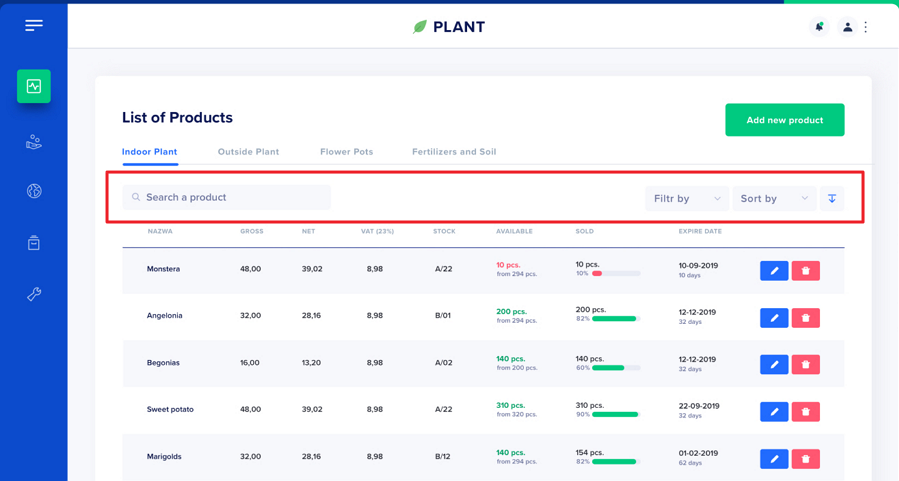 PLANT
List of Products
Add new product
Indoor Plant Outside Plant Flower Pots Fertilizers and Soil
Search a product Filtr by Sort by
NAZWA GROSS NET VAT (23%) STOCK AVAILABLE SOLD EXPIRE DATE
Monstera 48,00 39,02 8,98 A/22 10 pcs. 10 pcs. 10-09-2019
from 294 pcs. 10% 10 days
Angelonia 32,00 28,16 8,98 B/01 200 pcs. 200 pcs. 12-12-2019
from 294 pcs. 82% 32 days
Begonias 16,00 13,20 8,98 A/02 140 pcs. 140 pcs. 12-12-2019
from 200 pcs. 60% 32 days
Sweet potato 48,00 39,02 8,98 A/22 310 pcs. 310 pcs. 22-09-2019
from 320 pcs. 90% 32 days
Marigolds 32,00 28,16 8,98 B/12 140 pcs. 154 pcs. 01-02-2019
from 294 pcs. 82% 62 days